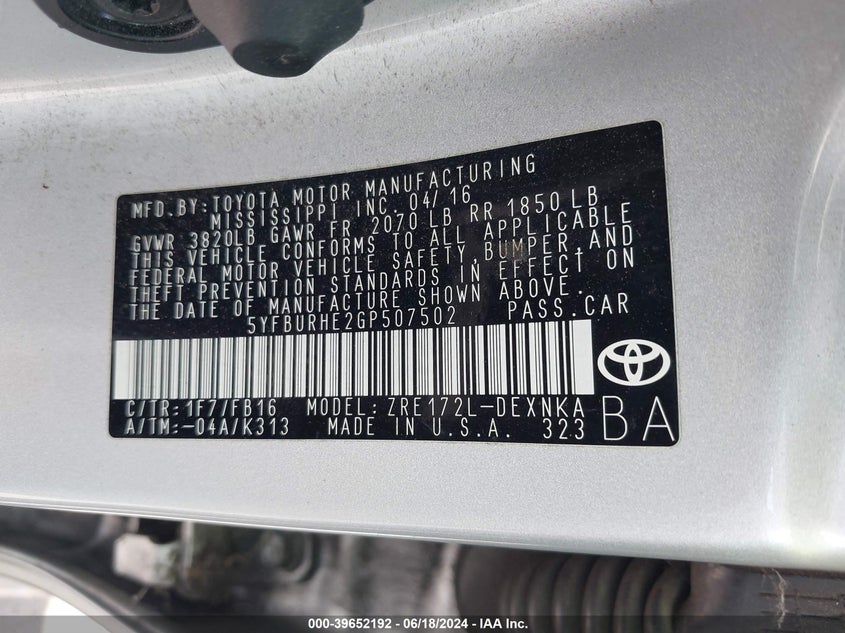 MFD.BY:TOYOTA MOTOR MANUFACTURING
MISSISSIPPI INC. 04/16
GVWR 3820LB GAWR FR 2070 LB RR 1850 LB
THIS VEHICLE CONFORMS TO ALL APPLICABLE
FEDERAL MOTOR VEHICLE SAFETY,BUMPER,AND
THEFT PREVENTION STANDARDS IN EFFECT ON
THE DATE OF MANUFACTURE SHOWN ABOVE.
5YFBURHE2GP507502 PASS.CAR
C/TR:1F7/FB16 MODEL:ZRE172L-DEXNKA
A/TM:-04A/K313 MADE IN U.S.A. 323
BA
000-39652192 - 06/18/2024 - IAA Inc.